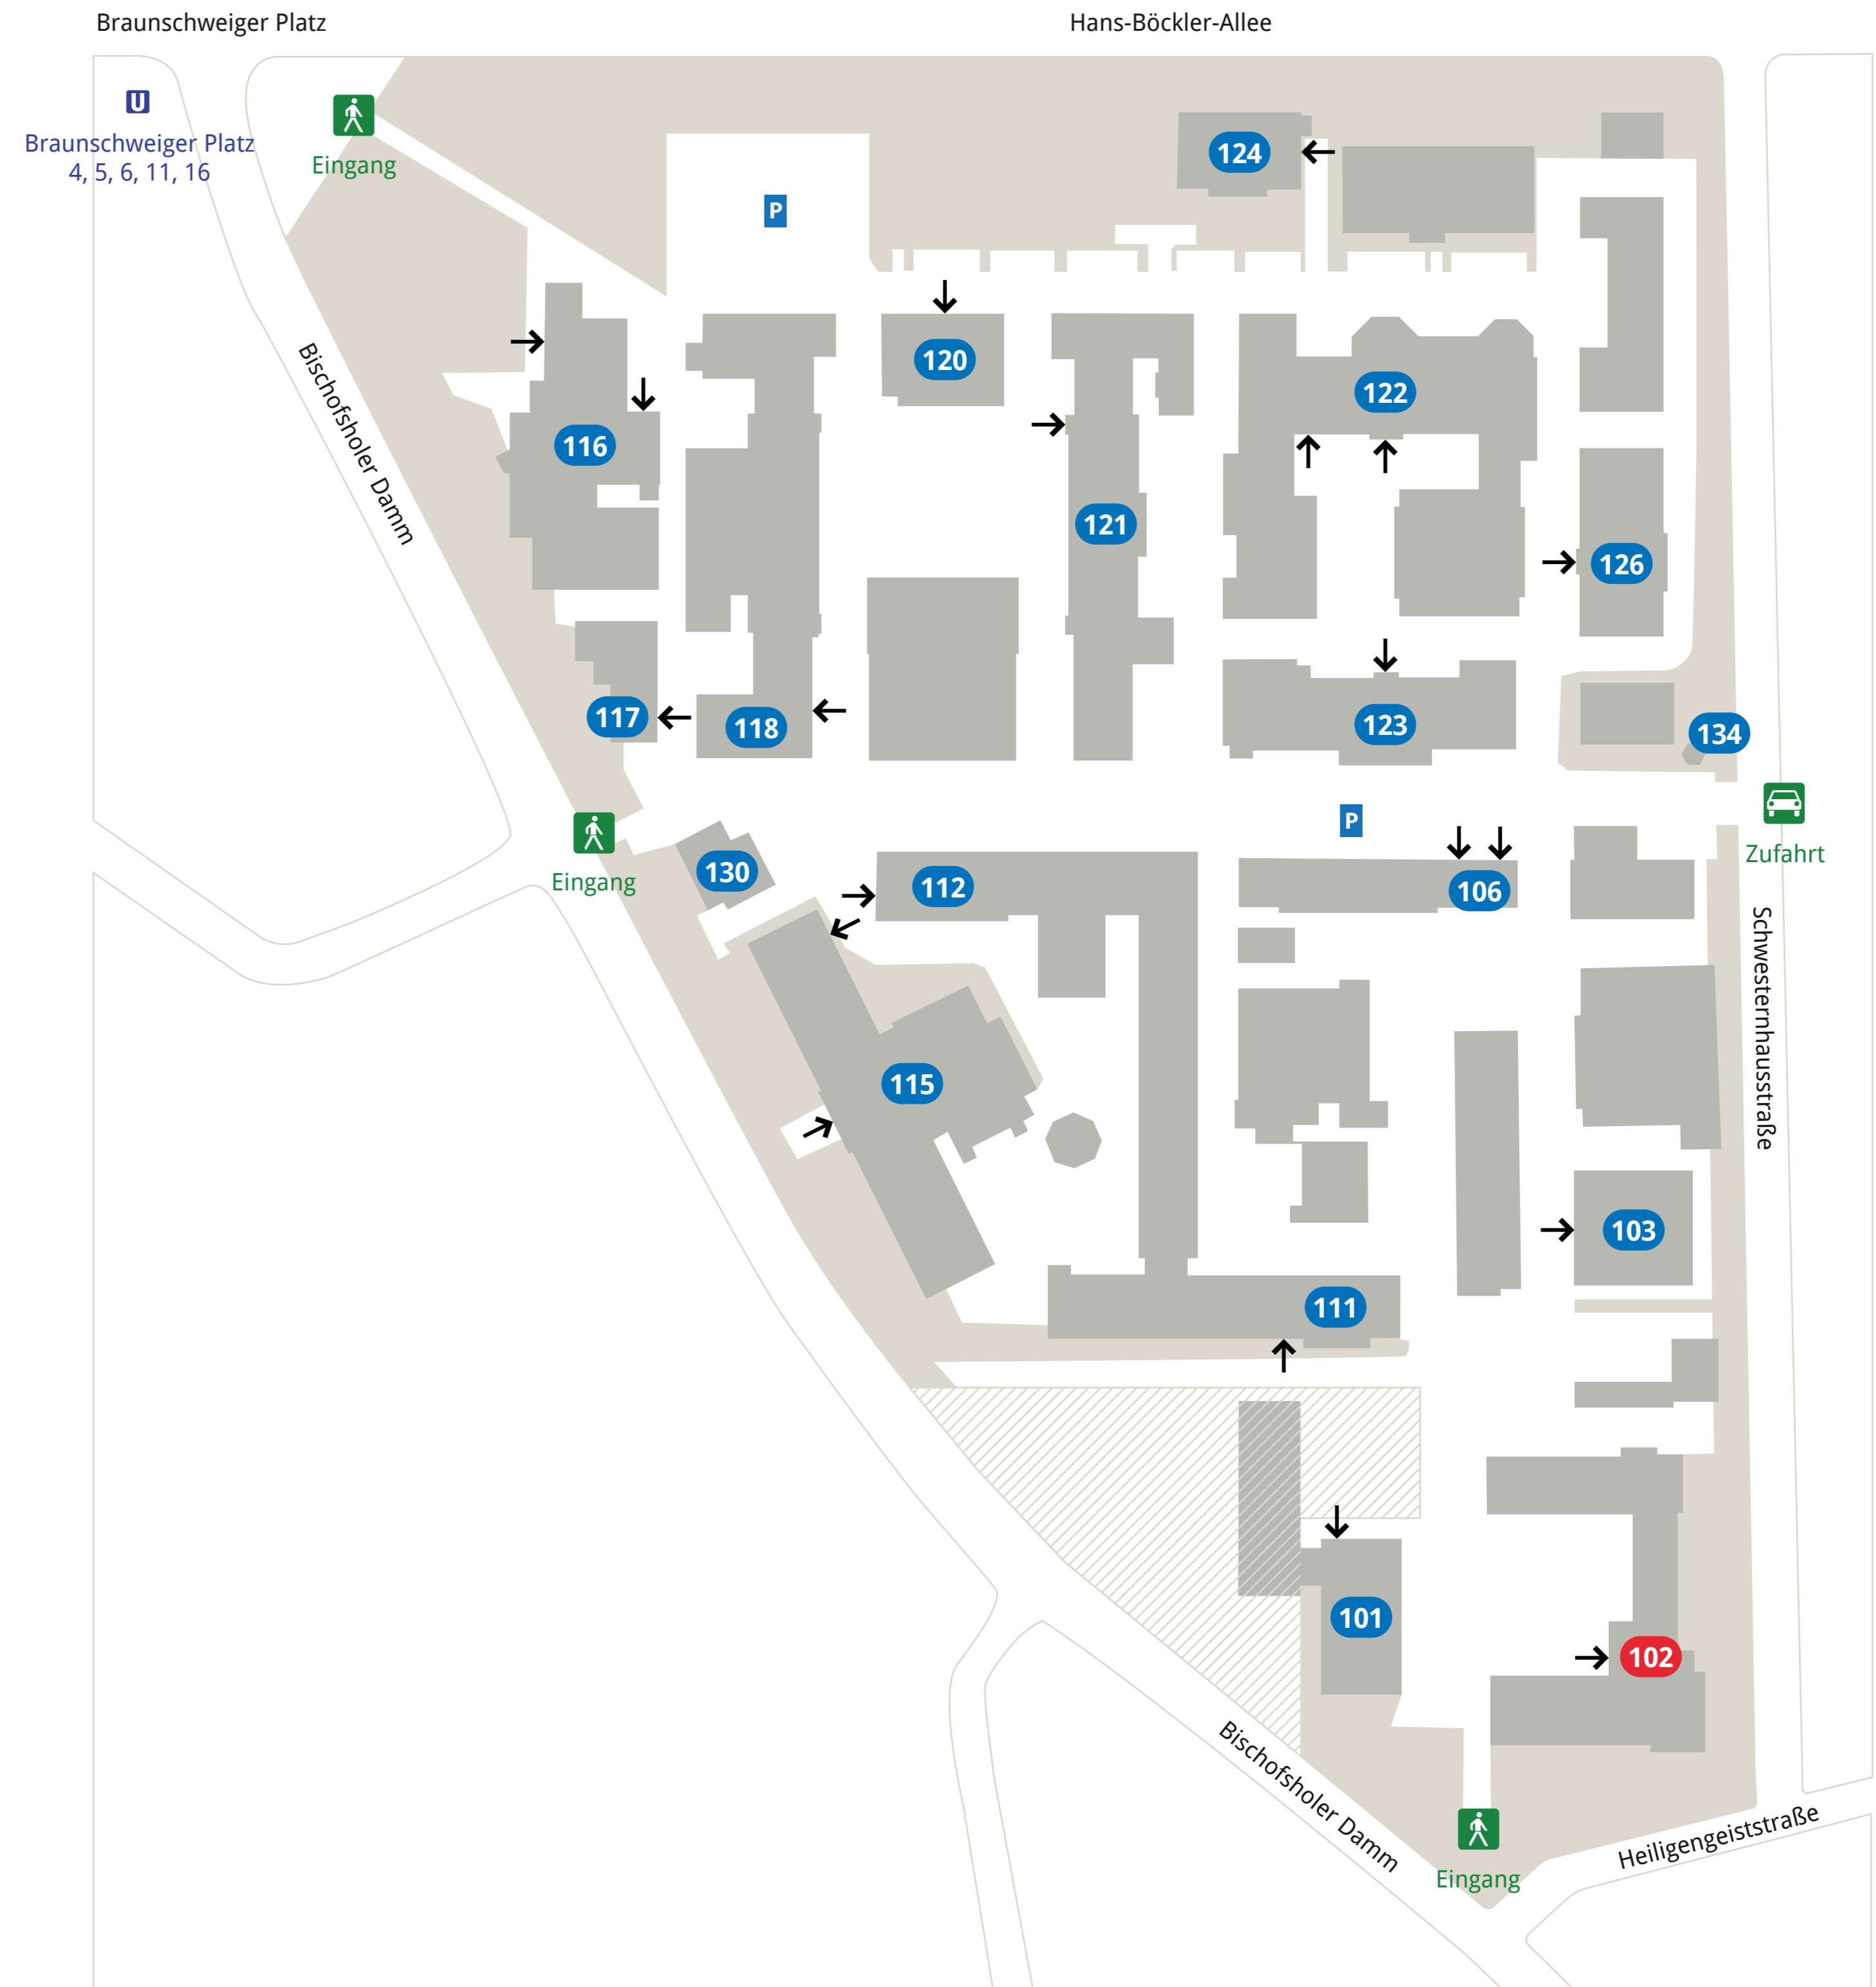 Braunschweiger Platz
Hans-Böckler-Allee
U
Braunschweiger Platz
4, 5, 6, 11, 16
Eingang
P
124
120
122
116
121
126
Bischofsholer Damm
117
118
123
134
P
Eingang
130
112
106
Zufahrt
Schwesternhausstraße
115
103
111
101
102
Bischofsholer Damm
Heiligengeiststraße
Eingang